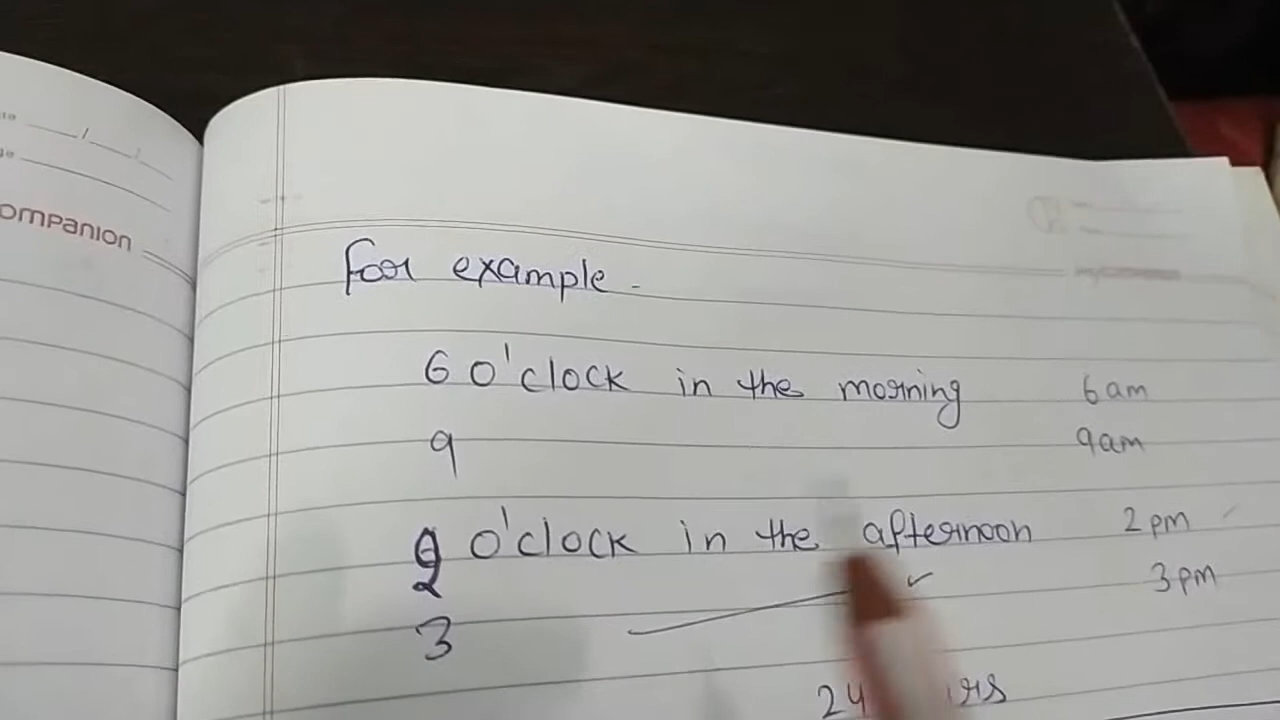 ompanion
For example.
6 o'clock in the morning 6 am
9 9am
2 o'clock in the afternoon 2 pm
3 3 pm
24